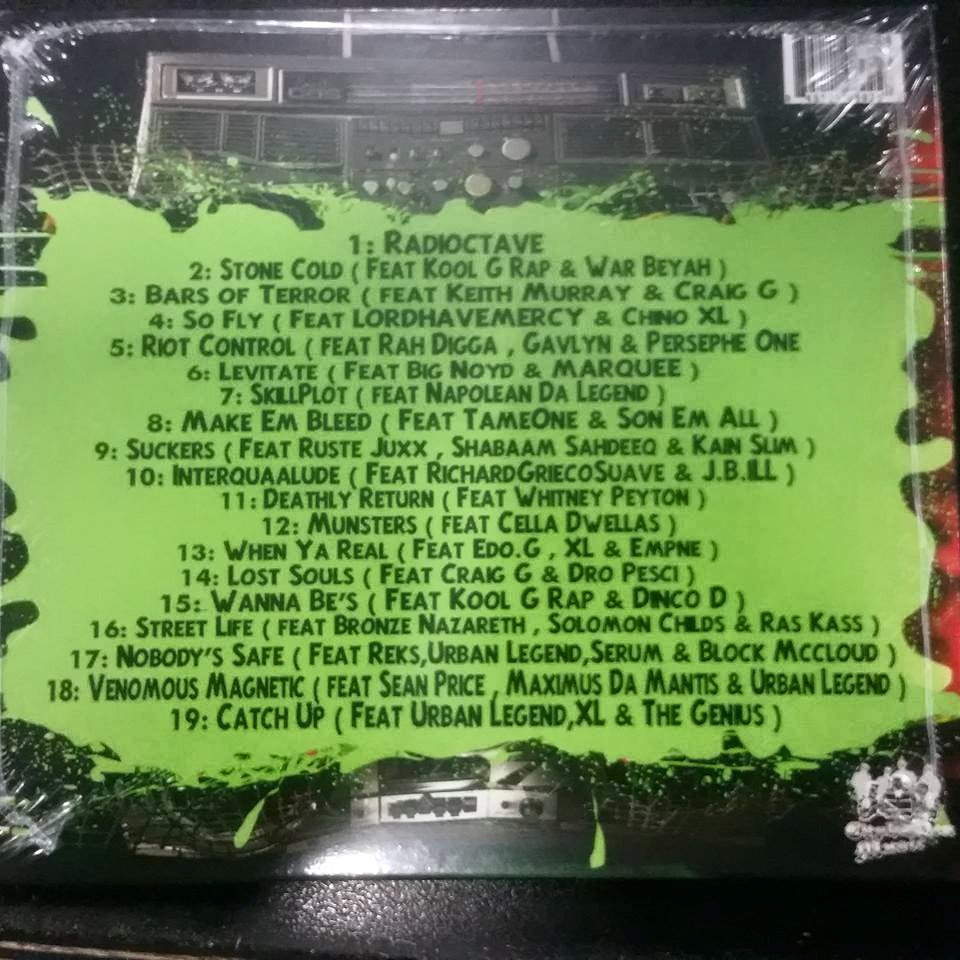 1: Radioctave
2: Stone Cold ( Feat Kool G Rap & War Beyah )
3: Bars of Terror ( feat Keith Murray & Craig G )
4: So Fly ( Feat LORDHAVEMERCY & Chino XL )
5: Riot Control ( feat Rah Digga , Gavlyn & Persephe One
6: Levitate ( Feat Big Noyd & MARQUEE )
7: SkillPlot ( feat Napolean Da Legend )
8: Make Em Bleed ( Feat TameOne & Son Em All )
9: Suckers ( Feat Ruste Juxx , Shabaam Sahdeeq & Kain Slim )
10: Interquaalude ( Feat RichardGriecoSuave & J.B.ILL )
11: Deathly Return ( Feat Whitney Peyton )
12: Munsters ( feat Cella Dwellas )
13: When Ya Real ( Feat Edo.G , XL & Empne )
14: Lost Souls ( Feat Craig G & Dro Pesci )
15: Wanna Be's ( Feat Kool G Rap & Dinco D )
16: Street Life ( feat Bronze Nazareth , Solomon Childs & Ras Kass )
17: Nobody's Safe ( Feat Reks,Urban Legend,Serum & Block Mccloud )
18: Venomous Magnetic ( feat Sean Price , Maximus Da Mantis & Urban Legend )
19: Catch Up ( Feat Urban Legend,XL & The Genius )